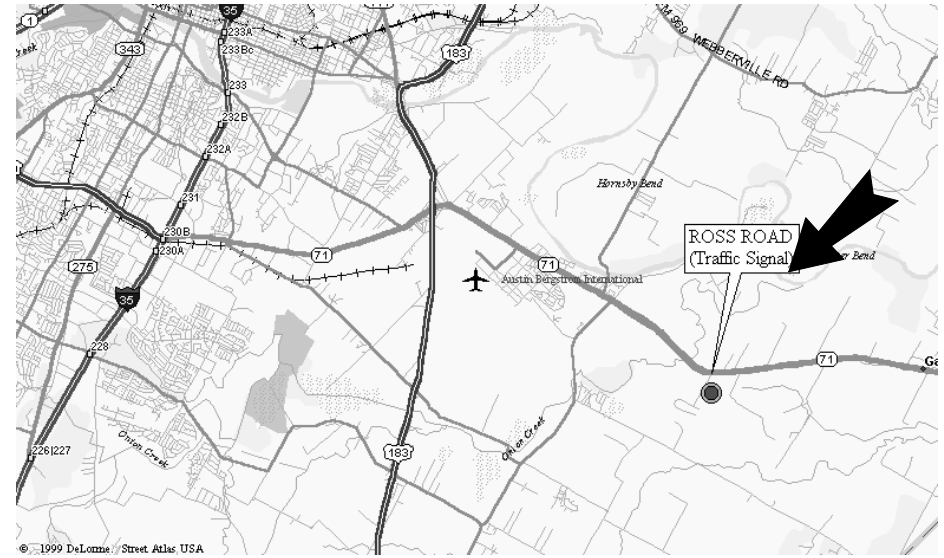 1
35
233A
233Bc
343
233
232B
232A
231
230B
230A
275
35
228
226|227
183
FM 969 WEBBERVILLE RD
Hornsby Bend
ROSS ROAD
(Traffic Signal)
Bend
71
71
Austin Bergstrom International
71
Onion Creek
Onion Creek
183
© 1999 DeLorme. Street Atlas USA